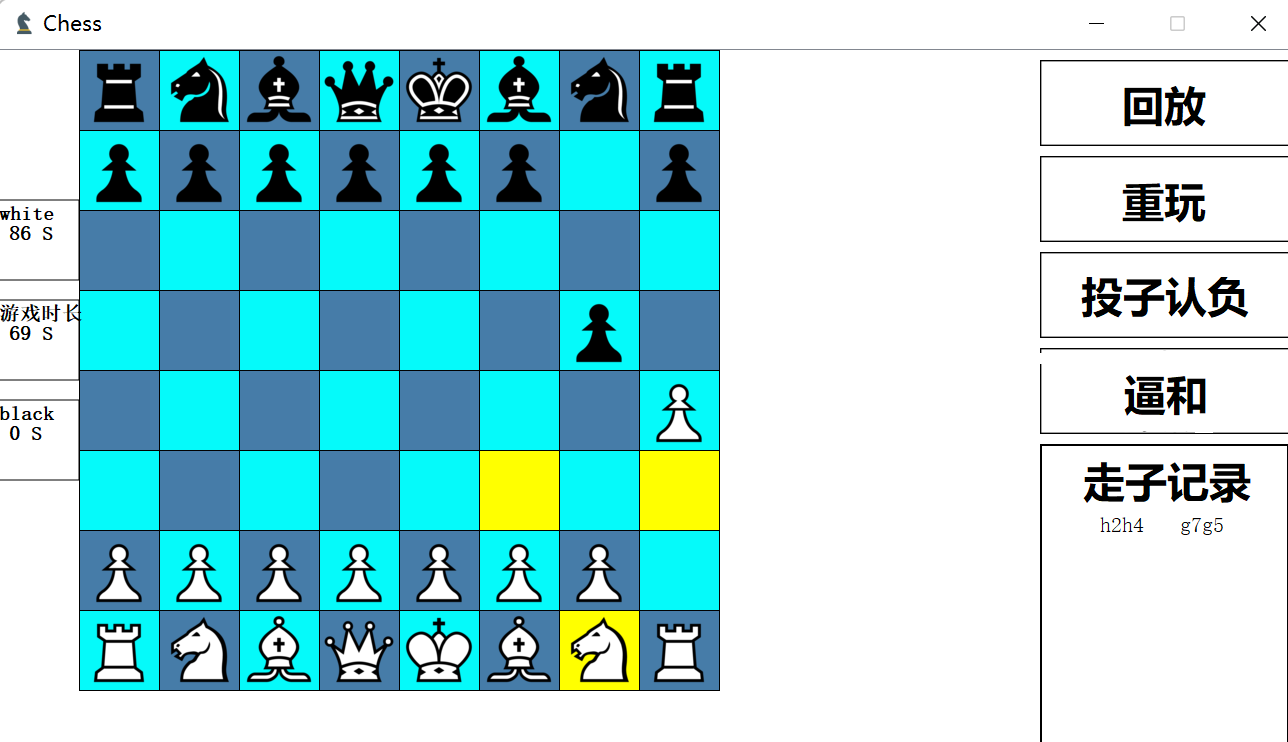 Chess
white
86 S
游戏时长
69 S
black
0 S
回放
重玩
投子认负
逼和
走子记录
h2h4 g7g5